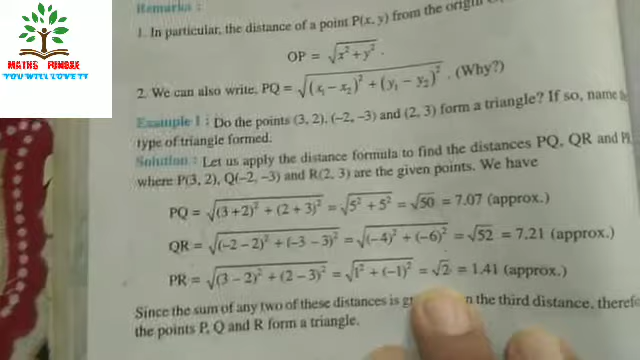 MATHS FUNBEE
YOU WILL LOVE IT
Remarks :
1. In particular, the distance of a point P(x, y) from the origin
OP = √(x² + y²) .
2. We can also write, PQ = √((x₁ – x₂)² + (y₁ – y₂)²) . (Why?)
Example 1 : Do the points (3, 2), (–2, –3) and (2, 3) form a triangle? If so, name
type of triangle formed.
Solution : Let us apply the distance formula to find the distances PQ, QR and
where P(3, 2), Q(–2, –3) and R(2, 3) are the given points. We have
PQ = √((3 + 2)² + (2 + 3)²) = √(5² + 5²) = √50 = 7.07 (approx.)
QR = √((–2 – 2)² + (–3 – 3)²) = √((–4)² + (–6)²) = √52 = 7.21 (approx.)
PR = √((3 – 2)² + (2 – 3)²) = √(1² + (–1)²) = √2 = 1.41 (approx.)
Since the sum of any two of these distances is the third distance,
the points P, Q and R form a triangle.